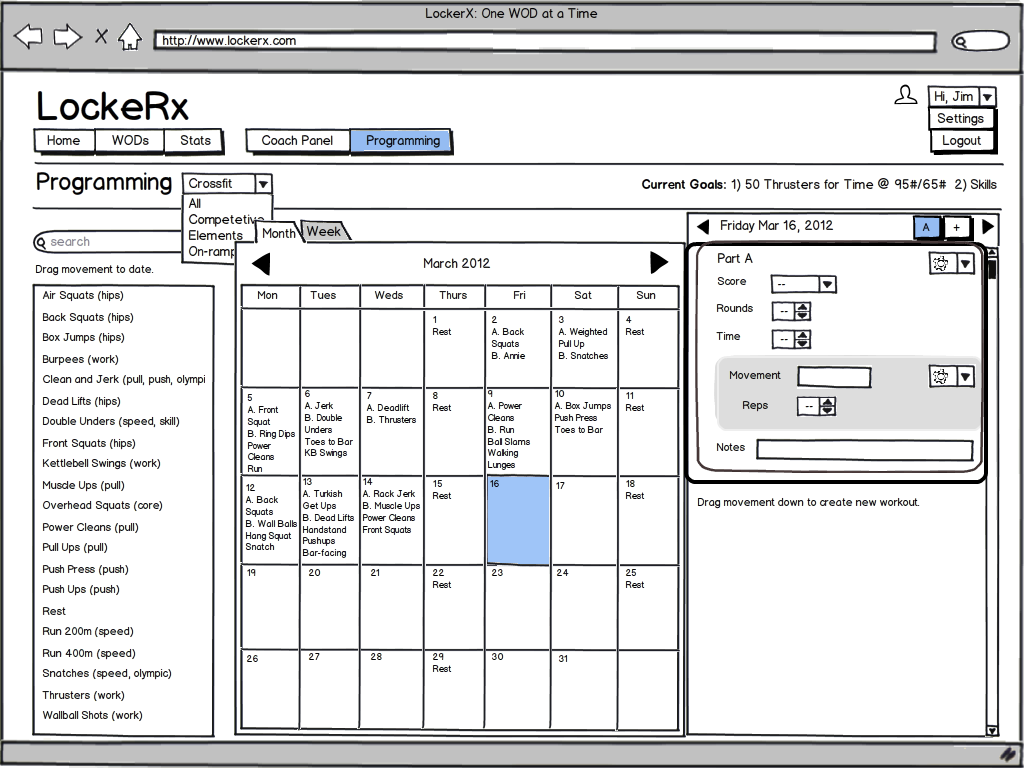 LockerX: One WOD at a Time
X
http://www.lockerx.com
LockeRx
Hi, Jim
Settings
Logout
Home WODs Stats Coach Panel Programming
Programming Crossfit
All
Competetive
Elements
On-ramp
Current Goals: 1) 50 Thrusters for Time @ 95#/65# 2) Skills
search
Drag movement to date.
Air Squats (hips)
Back Squats (hips)
Box Jumps (hips)
Burpees (work)
Clean and Jerk (pull, push, olympi
Dead Lifts (hips)
Double Unders (speed, skill)
Front Squats (hips)
Kettlebell Swings (work)
Muscle Ups (pull)
Overhead Squats (core)
Power Cleans (pull)
Pull Ups (pull)
Push Press (push)
Push Ups (push)
Rest
Run 200m (speed)
Run 400m (speed)
Snatches (speed, olympic)
Thrusters (work)
Wallball Shots (work)
Month Week
March 2012
Mon Tues Weds Thurs Fri Sat Sun
1
Rest
2
A. Back
Squats
B. Annie
3
A. Weighted
Pull Up
B. Snatches
4
Rest
5
A. Front
Squat
B. Ring Dips
Power
Cleans
Run
6
A. Jerk
B. Double
Unders
Toes to Bar
KB Swings
7
A. Deadlift
B. Thrusters
8
Rest
9
A. Power
Cleans
B. Run
Ball Slams
Walking
Lunges
10
A. Box Jumps
Push Press
Toes to Bar
11
Rest
12
A. Back
Squats
B. Wall Balls
Hang Squat
Snatch
13
A. Turkish
Get Ups
B. Dead Lifts
Handstand
Pushups
Bar-facing
14
A. Rack Jerk
B. Muscle Ups
Power Cleans
Front Squats
15
Rest
16
17
18
Rest
19
20
21
22
Rest
23
24
25
Rest
26
27
28
29
Rest
30
31
Friday Mar 16, 2012 A +
Part A
Score --
Rounds --
Time --
Movement
Reps --
Notes
Drag movement down to create new workout.